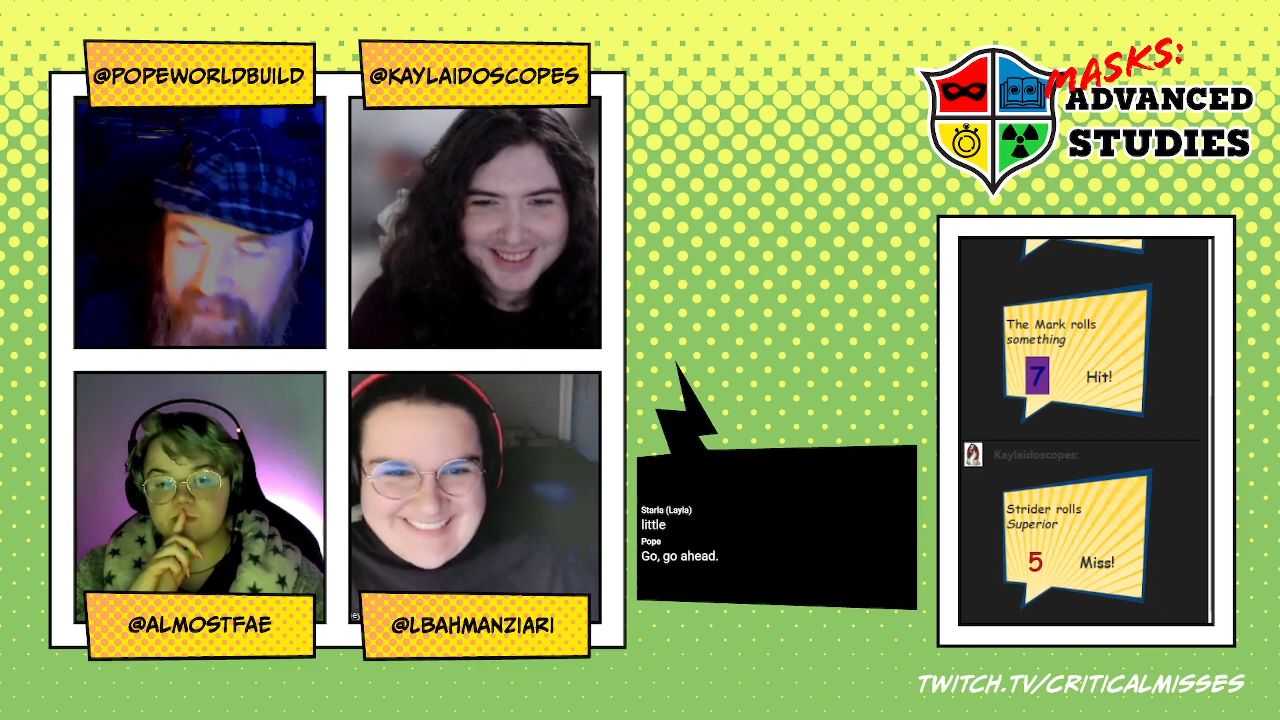 @POPEWORLDBUILD
@KAYLAIDOSCOPES
@ALMOSTFAE
@LBAHMANZIARI
Starla (Layla)
little
Pope
Go, go ahead.
MASKS:
ADVANCED
STUDIES
The Mark rolls
something
7 Hit!
Kaylaidoscopes:
Strider rolls
Superior
5 Miss!
TWITCH.TV/CRITICALMISSES